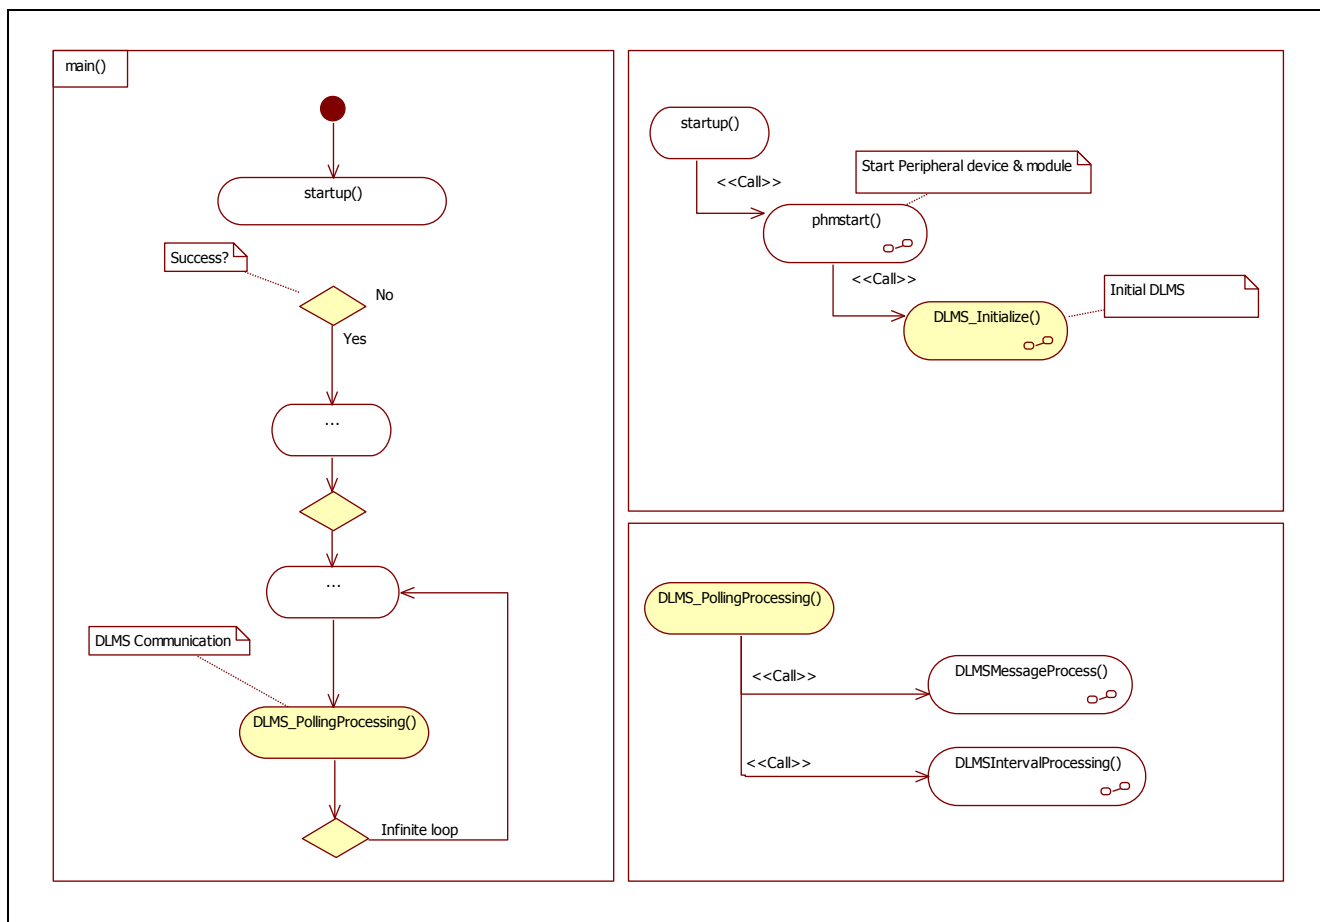 main()
startup()
Success?
No
Yes
...
...
DLMS Communication
DLMS_PollingProcessing()
Infinite loop
startup()
<<Call>>
Start Peripheral device & module
phmstart()
<<Call>>
Initial DLMS
DLMS_Initialize()
DLMS_PollingProcessing()
<<Call>>
DLMSMessageProcess()
<<Call>>
DLMSIntervalProcessing()